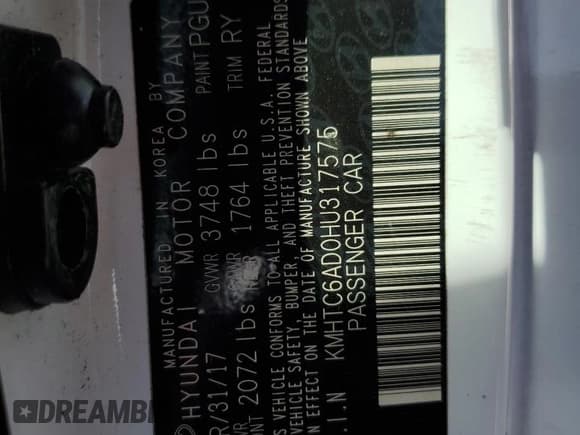 MANUFACTURED IN KOREA BY
HYUNDAI MOTOR COMPANY
R/31/17 GVWR 3748 lbs PAINT PGU
2072 lbs 1764 lbs TRIM RY
S VEHICLE CONFORMS TO ALL APPLICABLE U.S.A. FEDERAL
VEHICLE SAFETY, BUMPER, AND THEFT PREVENTION STANDARDS
IN EFFECT ON THE DATE OF MANUFACTURE SHOWN ABOVE
.I.N KMHTC6AD0HU317575
PASSENGER CAR
DREAMBI